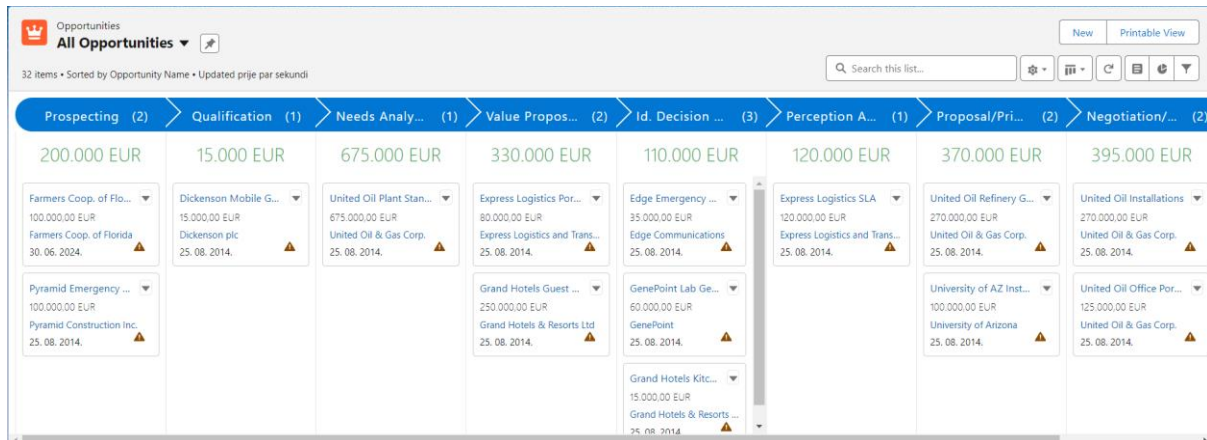 Opportunities
All Opportunities
New
Printable View
32 items • Sorted by Opportunity Name • Updated prije par sekundi
Search this list...
Prospecting (2)
Qualification (1)
Needs Analy... (1)
Value Propos... (2)
Id. Decision ... (3)
Perception A... (1)
Proposal/Pri... (2)
Negotiation/... (2)
200.000 EUR
15.000 EUR
675.000 EUR
330.000 EUR
110.000 EUR
120.000 EUR
370.000 EUR
395.000 EUR
Farmers Coop. of Flo...
100.000,00 EUR
Farmers Coop. of Florida
30. 06. 2024.
Pyramid Emergency ...
100.000,00 EUR
Pyramid Construction Inc.
25. 08. 2014.
Dickenson Mobile G...
15.000,00 EUR
Dickenson plc
25. 08. 2014.
United Oil Plant Stan...
675.000,00 EUR
United Oil & Gas Corp.
25. 08. 2014.
Express Logistics Por...
80.000,00 EUR
Express Logistics and Trans...
25. 08. 2014.
Grand Hotels Guest ...
250.000,00 EUR
Grand Hotels & Resorts Ltd
25. 08. 2014.
Edge Emergency ...
35.000,00 EUR
Edge Communications
25. 08. 2014.
GenePoint Lab Ge...
60.000,00 EUR
GenePoint
25. 08. 2014.
Grand Hotels Kitc...
15.000,00 EUR
Grand Hotels & Resorts ...
25. 08. 2014.
Express Logistics SLA
120.000,00 EUR
Express Logistics and Trans...
25. 08. 2014.
United Oil Refinery G...
270.000,00 EUR
United Oil & Gas Corp.
25. 08. 2014.
University of AZ Inst...
100.000,00 EUR
University of Arizona
25. 08. 2014.
United Oil Installations
270.000,00 EUR
United Oil & Gas Corp.
25. 08. 2014.
United Oil Office Por...
125.000,00 EUR
United Oil & Gas Corp.
25. 08. 2014.